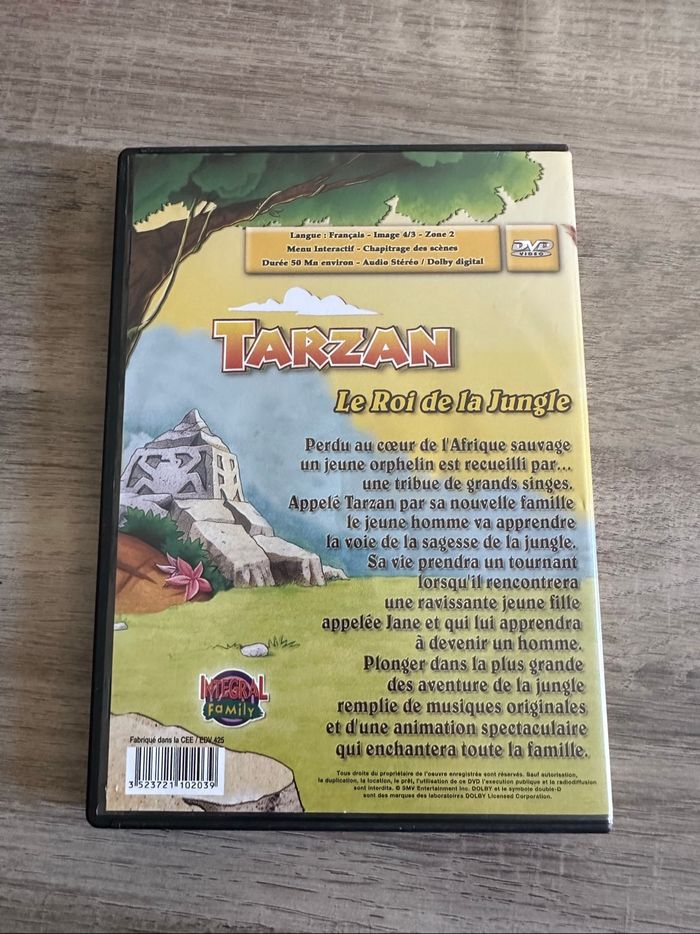 Langue : Français - Image 4/3 - Zone 2
Menu Interactif - Chapitrage des scènes
Durée 50 Mn environ - Audio Stéréo / Dolby digital
DVD
VIDEO
TARZAN
Le Roi de la Jungle
Perdu au cœur de l'Afrique sauvage
un jeune orphelin est recueilli par...
une tribue de grands singes.
Appelé Tarzan par sa nouvelle famille
le jeune homme va apprendre
la voie de la sagesse de la jungle.
Sa vie prendra un tournant
lorsqu'il rencontrera
une ravissante jeune fille
appelée Jane et qui lui apprendra
à devenir un homme.
Plonger dans la plus grande
des aventure de la jungle
remplie de musiques originales
et d'une animation spectaculaire
qui enchantera toute la famille.
INTEGRAL
Family
Fabriqué dans la CEE / EDV 425
3 523721 102039
Tous droits du propriétaire de l'oeuvre enregistrée sont réservés. Sauf autorisation,
la duplication, la location, le prêt, l'utilisation de ce DVD l'execution publique et la radiodiffusion
sont interdits. © SMV Entertainment Inc. DOLBY et le symbole double-D
sont des marques des laboratoires DOLBY Licensed Corporation.